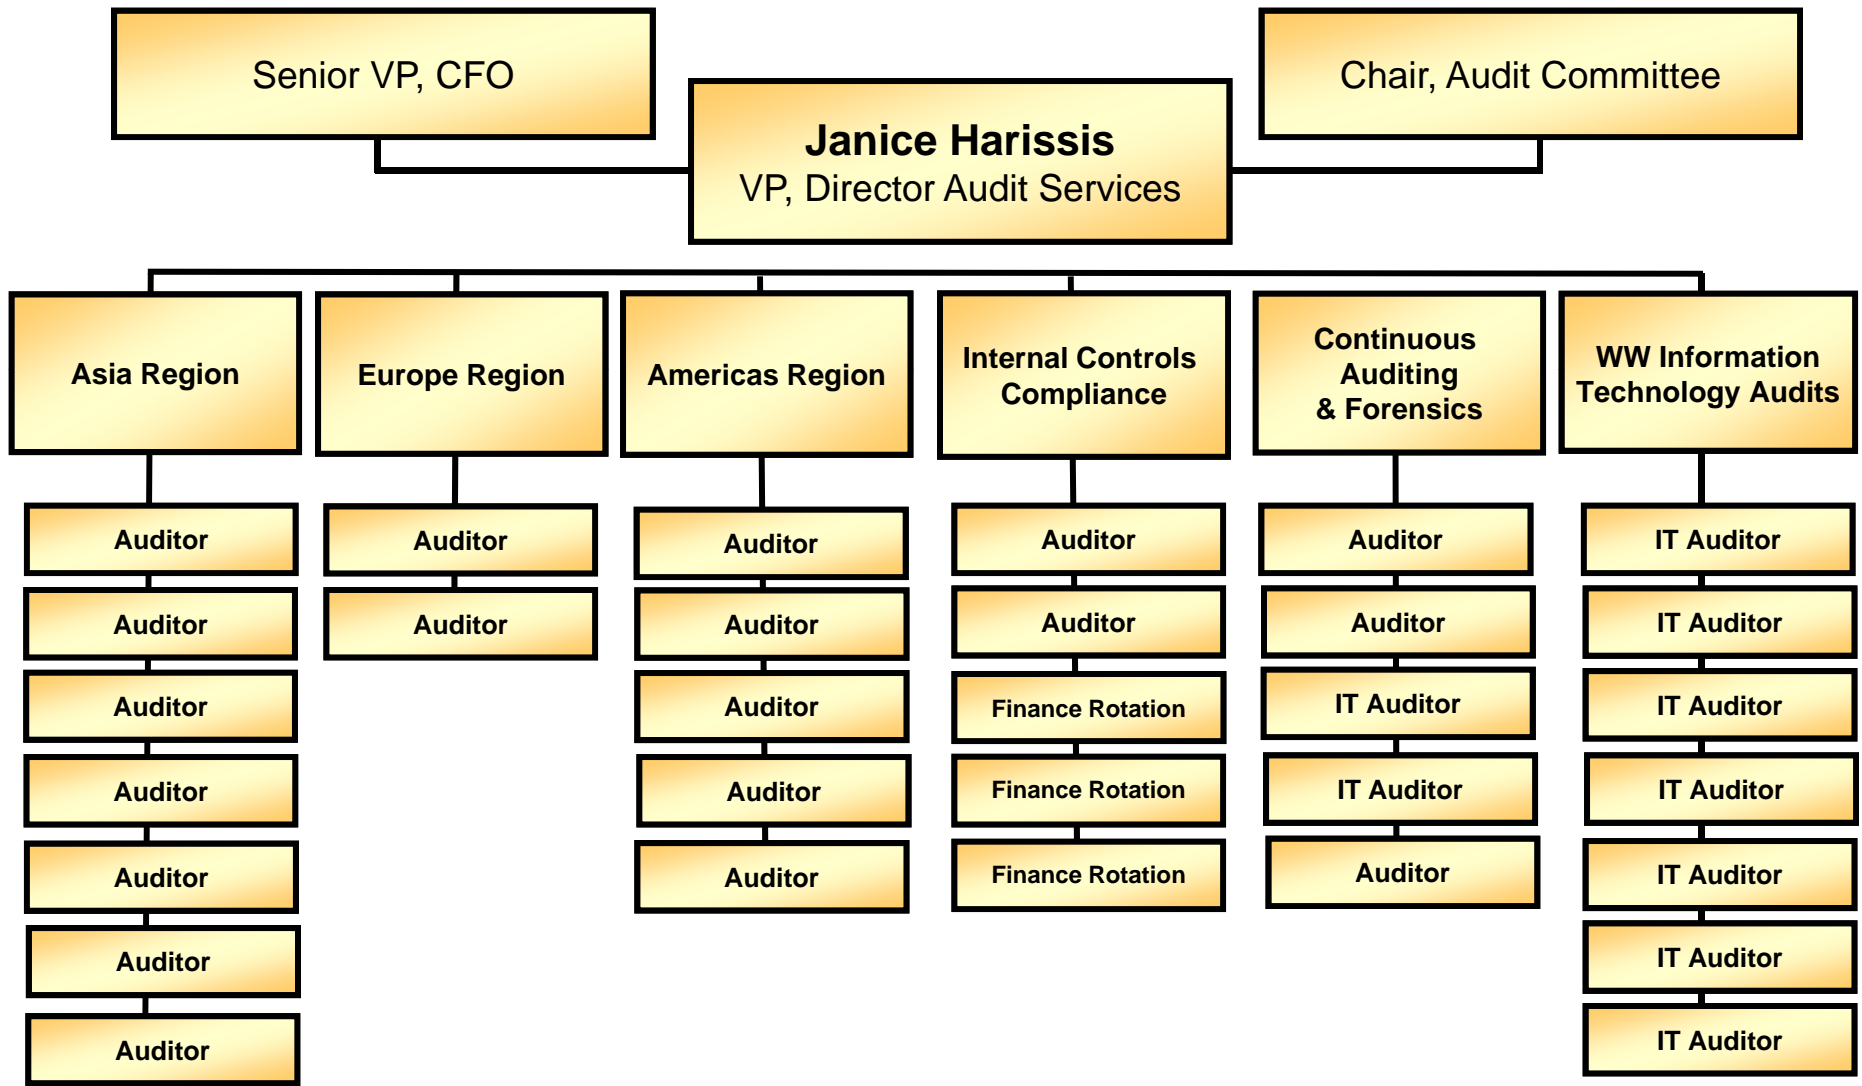 Senior VP, CFO
Chair, Audit Committee
Janice Harissis
VP, Director Audit Services
Asia Region
Auditor
Auditor
Auditor
Auditor
Auditor
Auditor
Auditor
Europe Region
Auditor
Auditor
Americas Region
Auditor
Auditor
Auditor
Auditor
Auditor
Internal Controls
Compliance
Auditor
Auditor
Finance Rotation
Finance Rotation
Finance Rotation
Continuous
Auditing
& Forensics
Auditor
Auditor
IT Auditor
IT Auditor
Auditor
WW Information
Technology Audits
IT Auditor
IT Auditor
IT Auditor
IT Auditor
IT Auditor
IT Auditor
IT Auditor